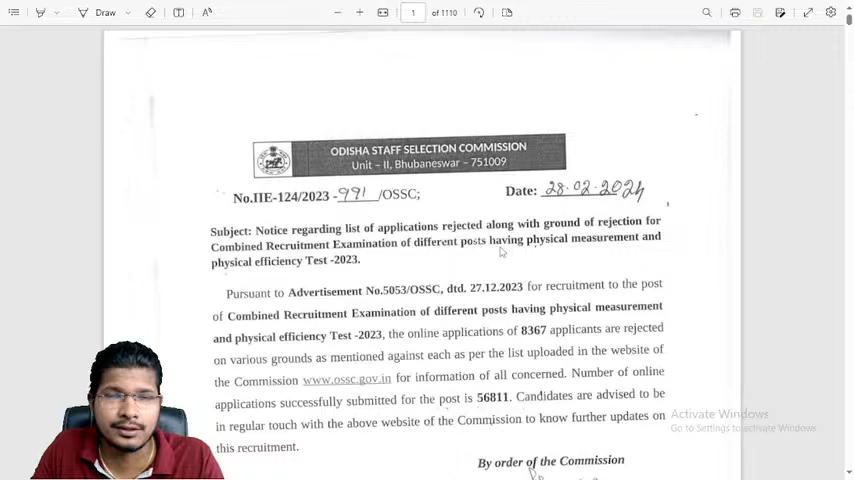 Draw
1 of 1110
ODISHA STAFF SELECTION COMMISSION
Unit – II, Bhubaneswar – 751009
No.IIE-124/2023 -991/OSSC; Date: 28.02.2024
Subject: Notice regarding list of applications rejected along with ground of rejection for
Combined Recruitment Examination of different posts having physical measurement and
physical efficiency Test -2023.
Pursuant to Advertisement No.5053/OSSC, dtd. 27.12.2023 for recruitment to the post
of Combined Recruitment Examination of different posts having physical measurement
and physical efficiency Test -2023, the online applications of 8367 applicants are rejected
on various grounds as mentioned against each as per the list uploaded in the website of
the Commission www.ossc.gov.in for information of all concerned. Number of online
applications successfully submitted for the post is 56811. Candidates are advised to be
in regular touch with the above website of the Commission to know further updates on
this recruitment.
By order of the Commission
Activate Windows
Go to Settings to activate Windows.